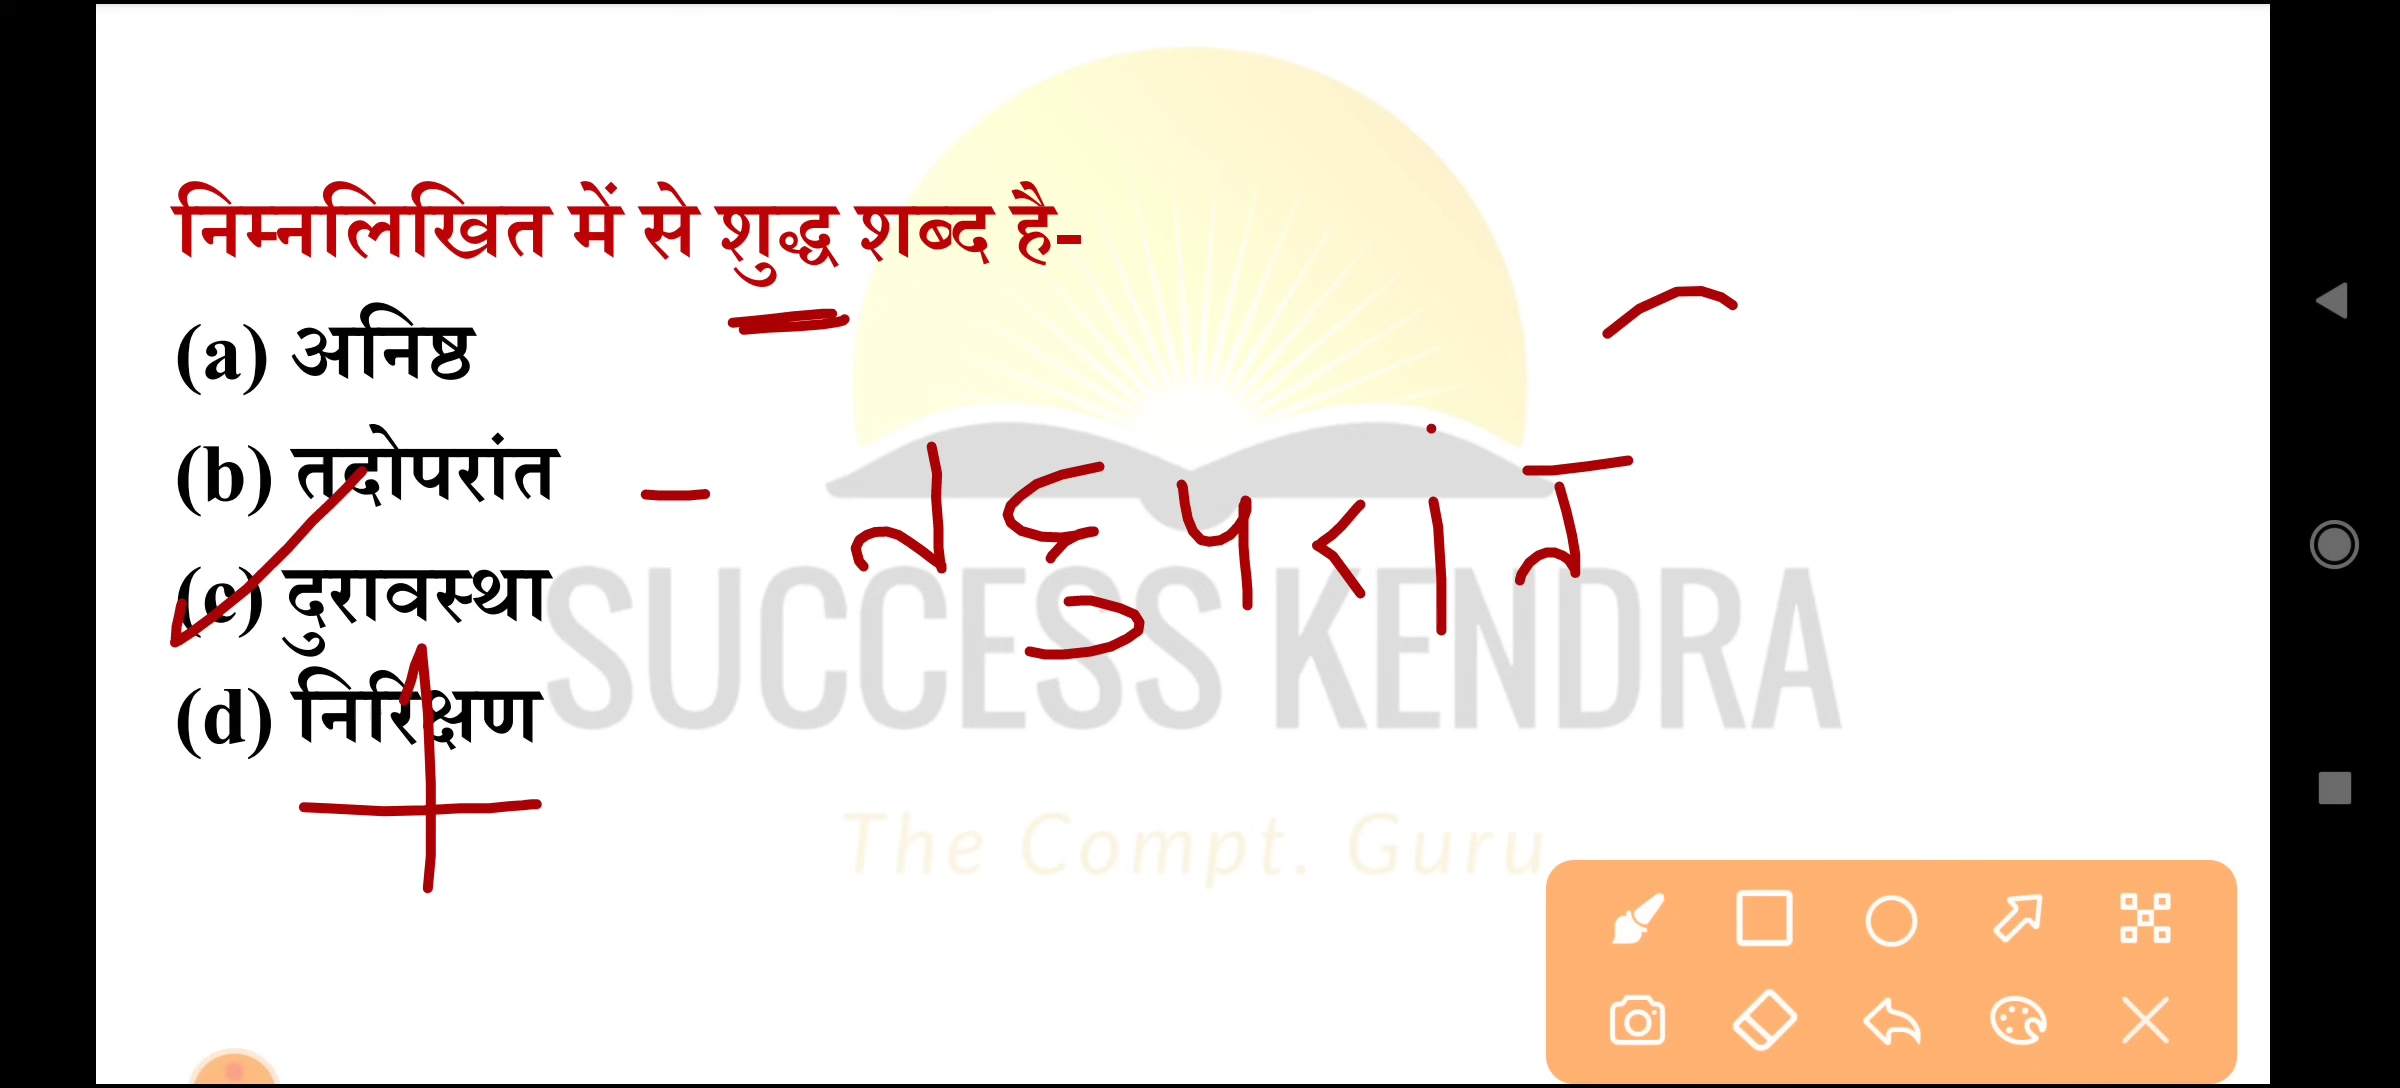 निम्नलिखित में से शुद्ध शब्द है-
(a) अनिष्ठ
(b) तदोपरांत - तदुपरांत
(c) दुरावस्था
(d) निरिक्षण
SUCCESS KENDRA
The Compt. Guru